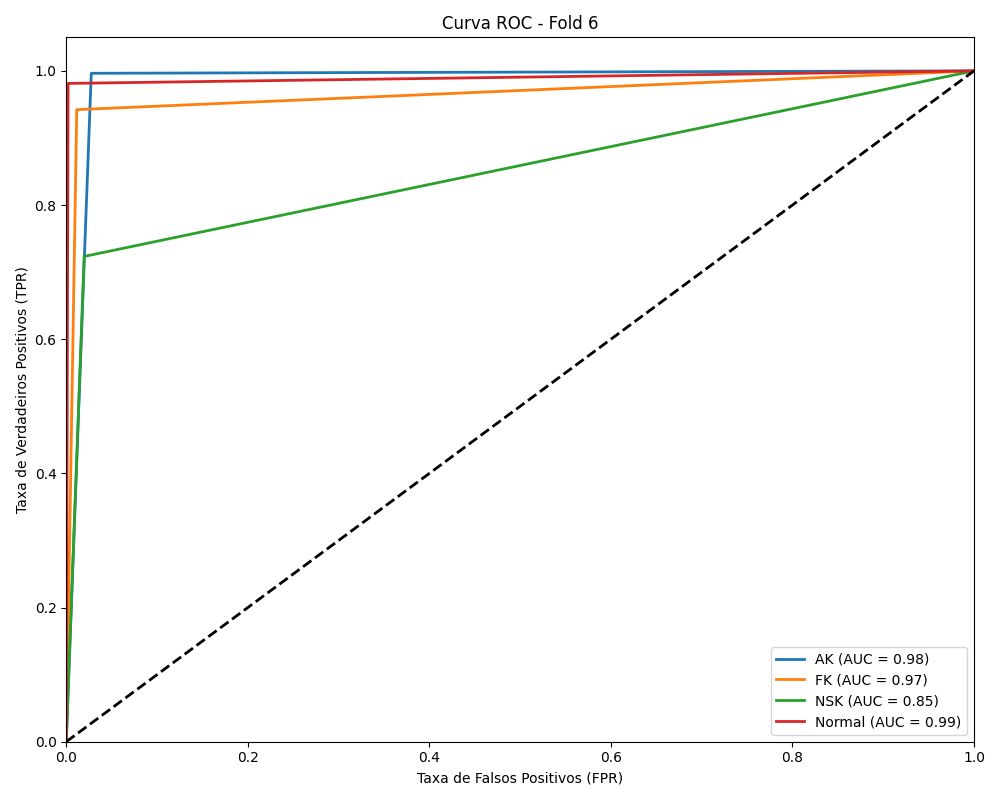 Curva ROC - Fold 6
Taxa de Verdadeiros Positivos (TPR)
1.0
0.8
0.6
0.4
0.2
0.0
0.0 0.2 0.4 0.6 0.8 1.0
Taxa de Falsos Positivos (FPR)
AK (AUC = 0.98)
FK (AUC = 0.97)
NSK (AUC = 0.85)
Normal (AUC = 0.99)